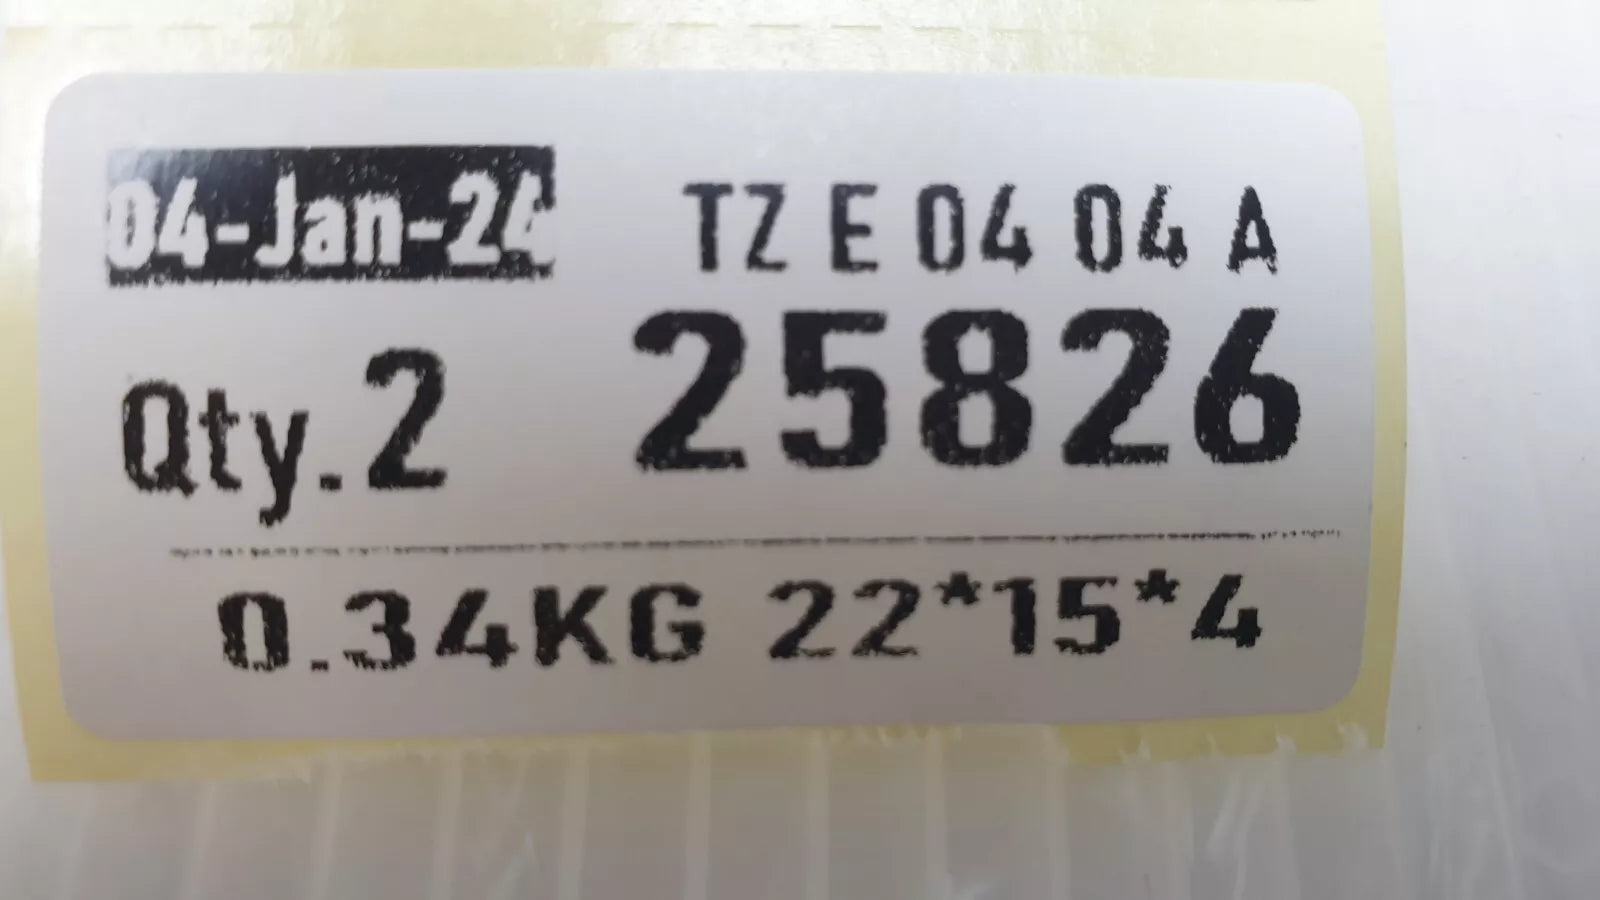 04-Jan-24 TZ E 04 04 A
Qty.2 25826
0.34KG 22*15*4